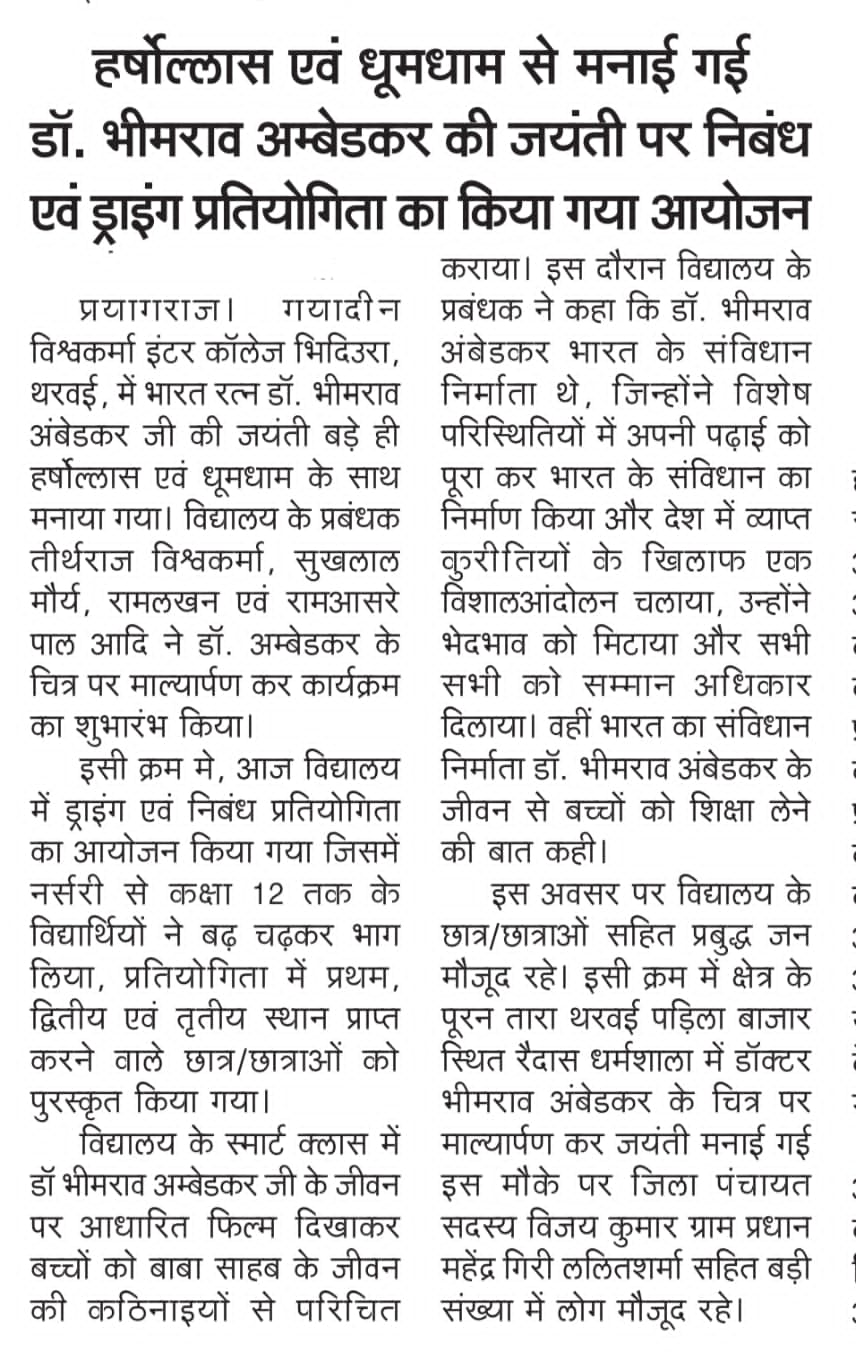 हर्षोल्लास एवं धूमधाम से मनाई गई
डॉ. भीमराव अम्बेडकर की जयंती पर निबंध
एवं ड्राइंग प्रतियोगिता का किया गया आयोजन
प्रयागराज। गयादीन
विश्वकर्मा इंटर कॉलेज भिदिउरा,
थरवई, में भारत रत्न डॉ. भीमराव
अंबेडकर जी की जयंती बड़े ही
हर्षोल्लास एवं धूमधाम के साथ
मनाया गया। विद्यालय के प्रबंधक
तीर्थराज विश्वकर्मा, सुखलाल
मौर्य, रामलखन एवं रामआसरे
पाल आदि ने डॉ. अम्बेडकर के
चित्र पर माल्यार्पण कर कार्यक्रम
का शुभारंभ किया।
इसी क्रम मे, आज विद्यालय
में ड्राइंग एवं निबंध प्रतियोगिता
का आयोजन किया गया जिसमें
नर्सरी से कक्षा 12 तक के
विद्यार्थियों ने बढ़ चढ़कर भाग
लिया, प्रतियोगिता में प्रथम,
द्वितीय एवं तृतीय स्थान प्राप्त
करने वाले छात्र/छात्राओं को
पुरस्कृत किया गया।
विद्यालय के स्मार्ट क्लास में
डॉ भीमराव अम्बेडकर जी के जीवन
पर आधारित फिल्म दिखाकर
बच्चों को बाबा साहब के जीवन
की कठिनाइयों से परिचित
कराया। इस दौरान विद्यालय के
प्रबंधक ने कहा कि डॉ. भीमराव
अंबेडकर भारत के संविधान
निर्माता थे, जिन्होंने विशेष
परिस्थितियों में अपनी पढ़ाई को
पूरा कर भारत के संविधान का
निर्माण किया और देश में व्याप्त
कुरीतियों के खिलाफ एक
विशालआंदोलन चलाया, उन्होंने
भेदभाव को मिटाया और सभी
सभी को सम्मान अधिकार
दिलाया। वहीं भारत का संविधान
निर्माता डॉ. भीमराव अंबेडकर के
जीवन से बच्चों को शिक्षा लेने
की बात कही।
इस अवसर पर विद्यालय के
छात्र/छात्राओं सहित प्रबुद्ध जन
मौजूद रहे। इसी क्रम में क्षेत्र के
पूरन तारा थरवई पड़िला बाजार
स्थित रैदास धर्मशाला में डॉक्टर
भीमराव अंबेडकर के चित्र पर
माल्यार्पण कर जयंती मनाई गई
इस मौके पर जिला पंचायत
सदस्य विजय कुमार ग्राम प्रधान
महेंद्र गिरी ललितशर्मा सहित बड़ी
संख्या में लोग मौजूद रहे।